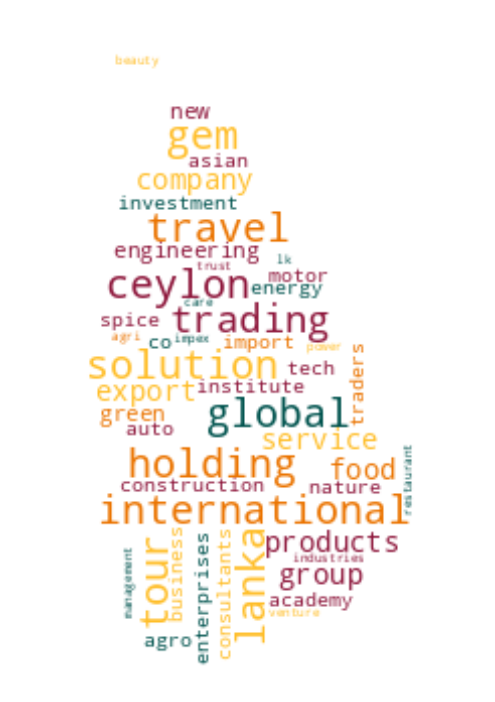 beauty
new
gem
asian
company
investment
travel
engineering
lk
trust
motor
ceylon
energy
care
spice
trading
agri
co
impex
import
power
solution
tech
traders
export
institute
green
global
auto
service
holding
food
restaurant
construction
nature
international
products
management
tour
business
enterprises
consultants
lanka
industries
group
academy
venture
agro